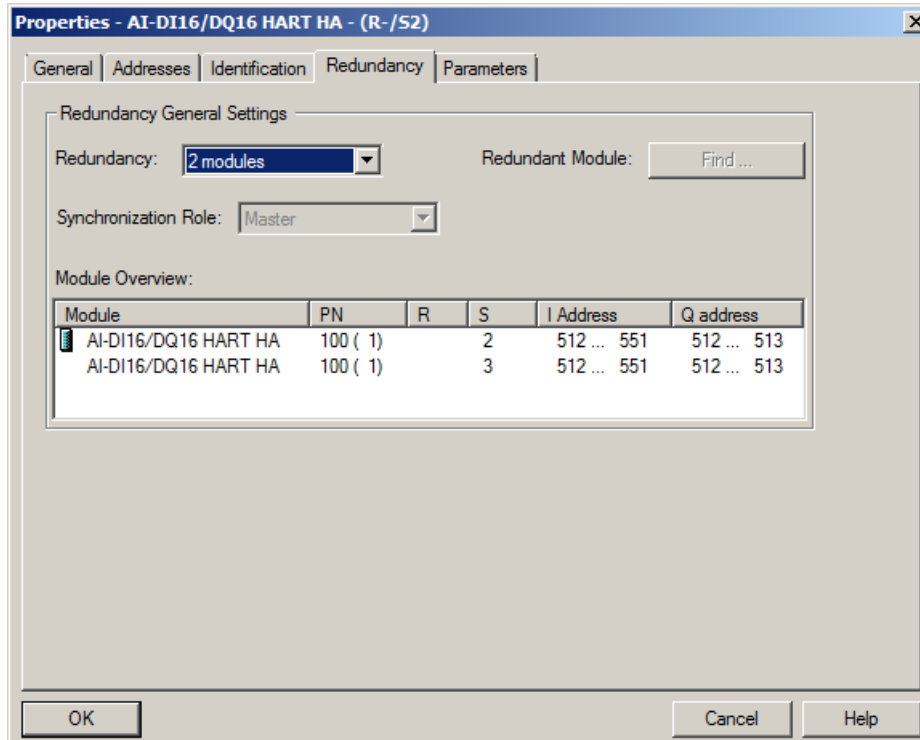 Properties - AI-DI16/DQ16 HART HA - (R-/S2)
General Addresses Identification Redundancy Parameters
Redundancy General Settings
Redundancy: 2 modules Redundant Module: Find ...
Synchronization Role: Master
Module Overview:
Module PN R S I Address Q address
AI-DI16/DQ16 HART HA 100 ( 1) 2 512 ... 551 512 ... 513
AI-DI16/DQ16 HART HA 100 ( 1) 3 512 ... 551 512 ... 513
OK Cancel Help